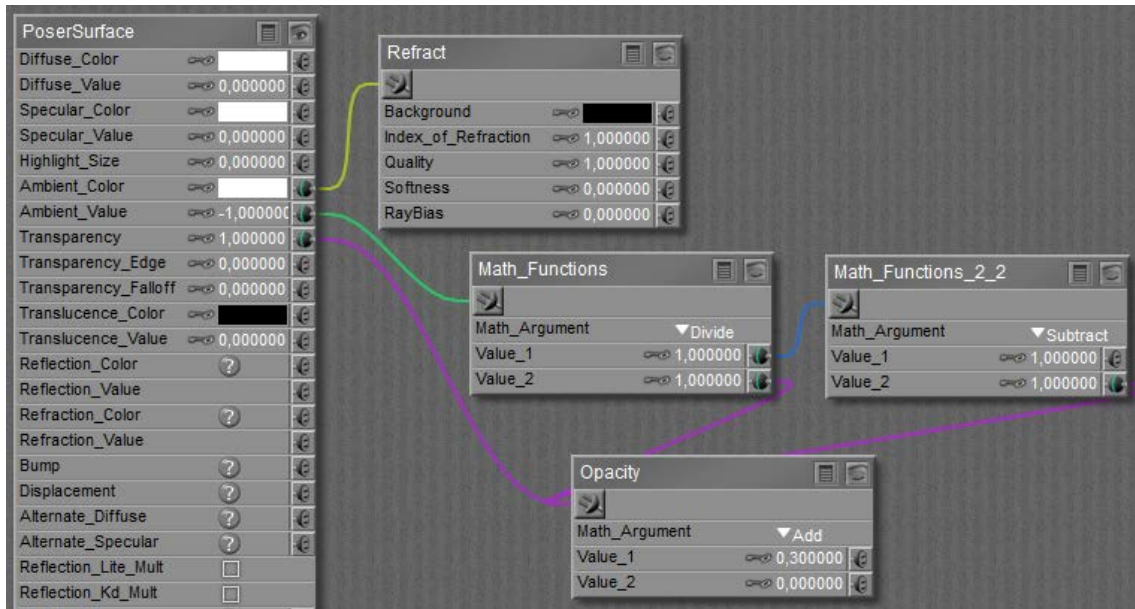 PoserSurface
Diffuse_Color
Diffuse_Value 0,000000
Specular_Color
Specular_Value 0,000000
Highlight_Size 0,000000
Ambient_Color
Ambient_Value -1,000000
Transparency 1,000000
Transparency_Edge 0,000000
Transparency_Falloff 0,000000
Translucence_Color
Translucence_Value 0,000000
Reflection_Color ?
Reflection_Value
Refraction_Color ?
Refraction_Value
Bump ?
Displacement ?
Alternate_Diffuse ?
Alternate_Specular ?
Reflection_Lite_Mult
Reflection_Kd_Mult
Refract
Background
Index_of_Refraction 1,000000
Quality 1,000000
Softness 0,000000
RayBias 0,000000
Math_Functions
Math_Argument Divide
Value_1 1,000000
Value_2 1,000000
Math_Functions_2_2
Math_Argument Subtract
Value_1 1,000000
Value_2 1,000000
Opacity
Math_Argument Add
Value_1 0,300000
Value_2 0,000000